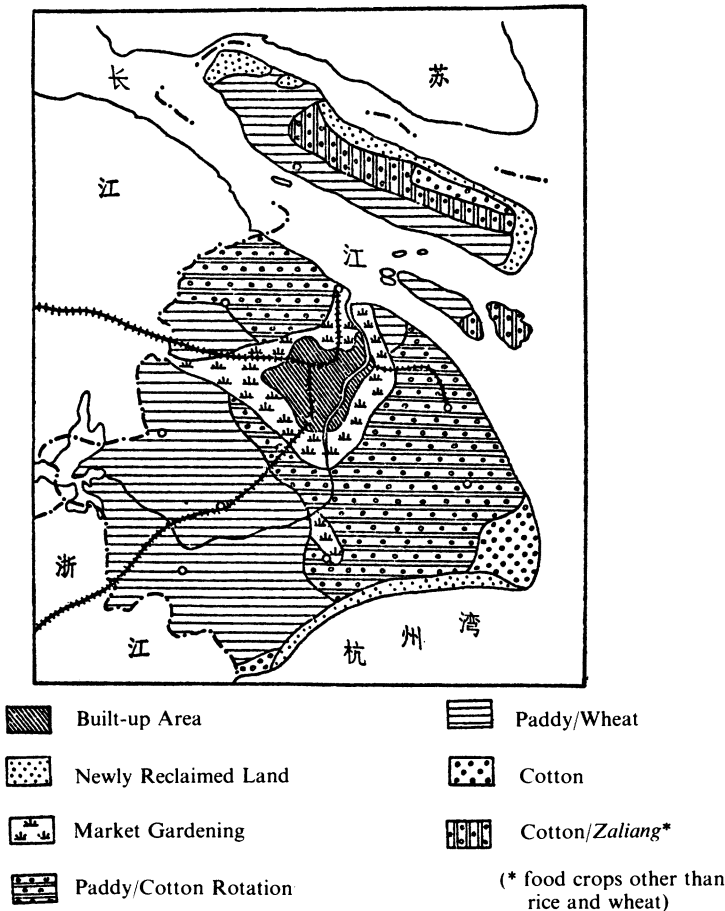 长
苏
江
江
浙
江
杭州湾
Built-up Area
Newly Reclaimed Land
Market Gardening
Paddy/Cotton Rotation
Paddy/Wheat
Cotton
Cotton/Zaliang*
(* food crops other than
rice and wheat)